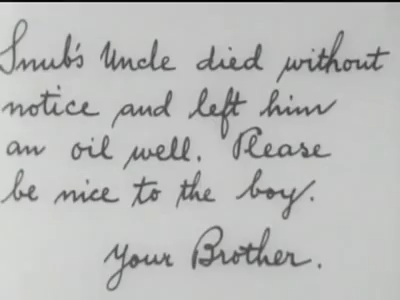 Snub's Uncle died without
notice and left him
an oil well. Please
be nice to the boy.
Your Brother.